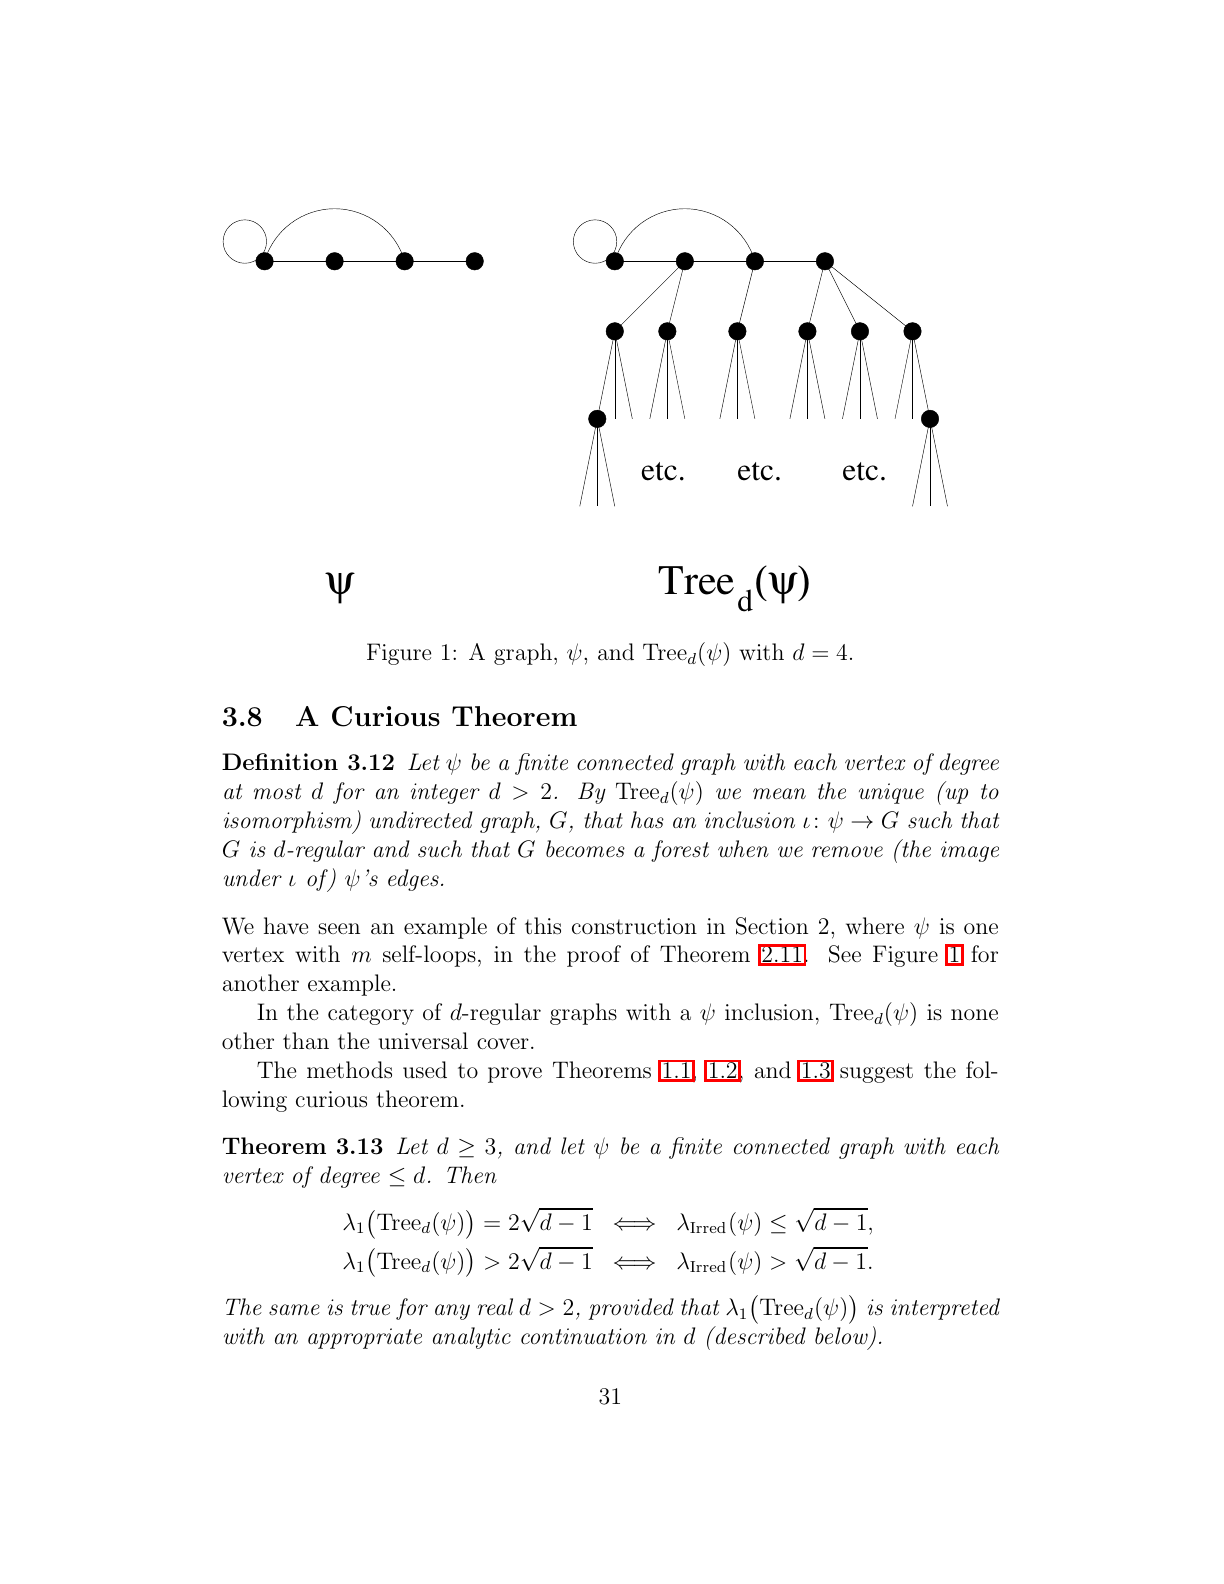 etc. etc. etc.
ψ Tree_d(ψ)
Figure 1: A graph, ψ, and Tree_d(ψ) with d = 4.
3.8 A Curious Theorem
Definition 3.12 Let ψ be a finite connected graph with each vertex of degree
at most d for an integer d > 2. By Tree_d(ψ) we mean the unique (up to
isomorphism) undirected graph, G, that has an inclusion ι: ψ → G such that
G is d-regular and such that G becomes a forest when we remove (the image
under ι of) ψ's edges.
We have seen an example of this construction in Section 2, where ψ is one
vertex with m self-loops, in the proof of Theorem 2.11. See Figure 1 for
another example.
In the category of d-regular graphs with a ψ inclusion, Tree_d(ψ) is none
other than the universal cover.
The methods used to prove Theorems 1.1, 1.2, and 1.3 suggest the fol-
lowing curious theorem.
Theorem 3.13 Let d ≥ 3, and let ψ be a finite connected graph with each
vertex of degree ≤ d. Then
λ₁(Tree_d(ψ)) = 2√(d − 1) ⟺ λ_Irred(ψ) ≤ √(d − 1),
λ₁(Tree_d(ψ)) > 2√(d − 1) ⟺ λ_Irred(ψ) > √(d − 1).
The same is true for any real d > 2, provided that λ₁(Tree_d(ψ)) is interpreted
with an appropriate analytic continuation in d (described below).
31